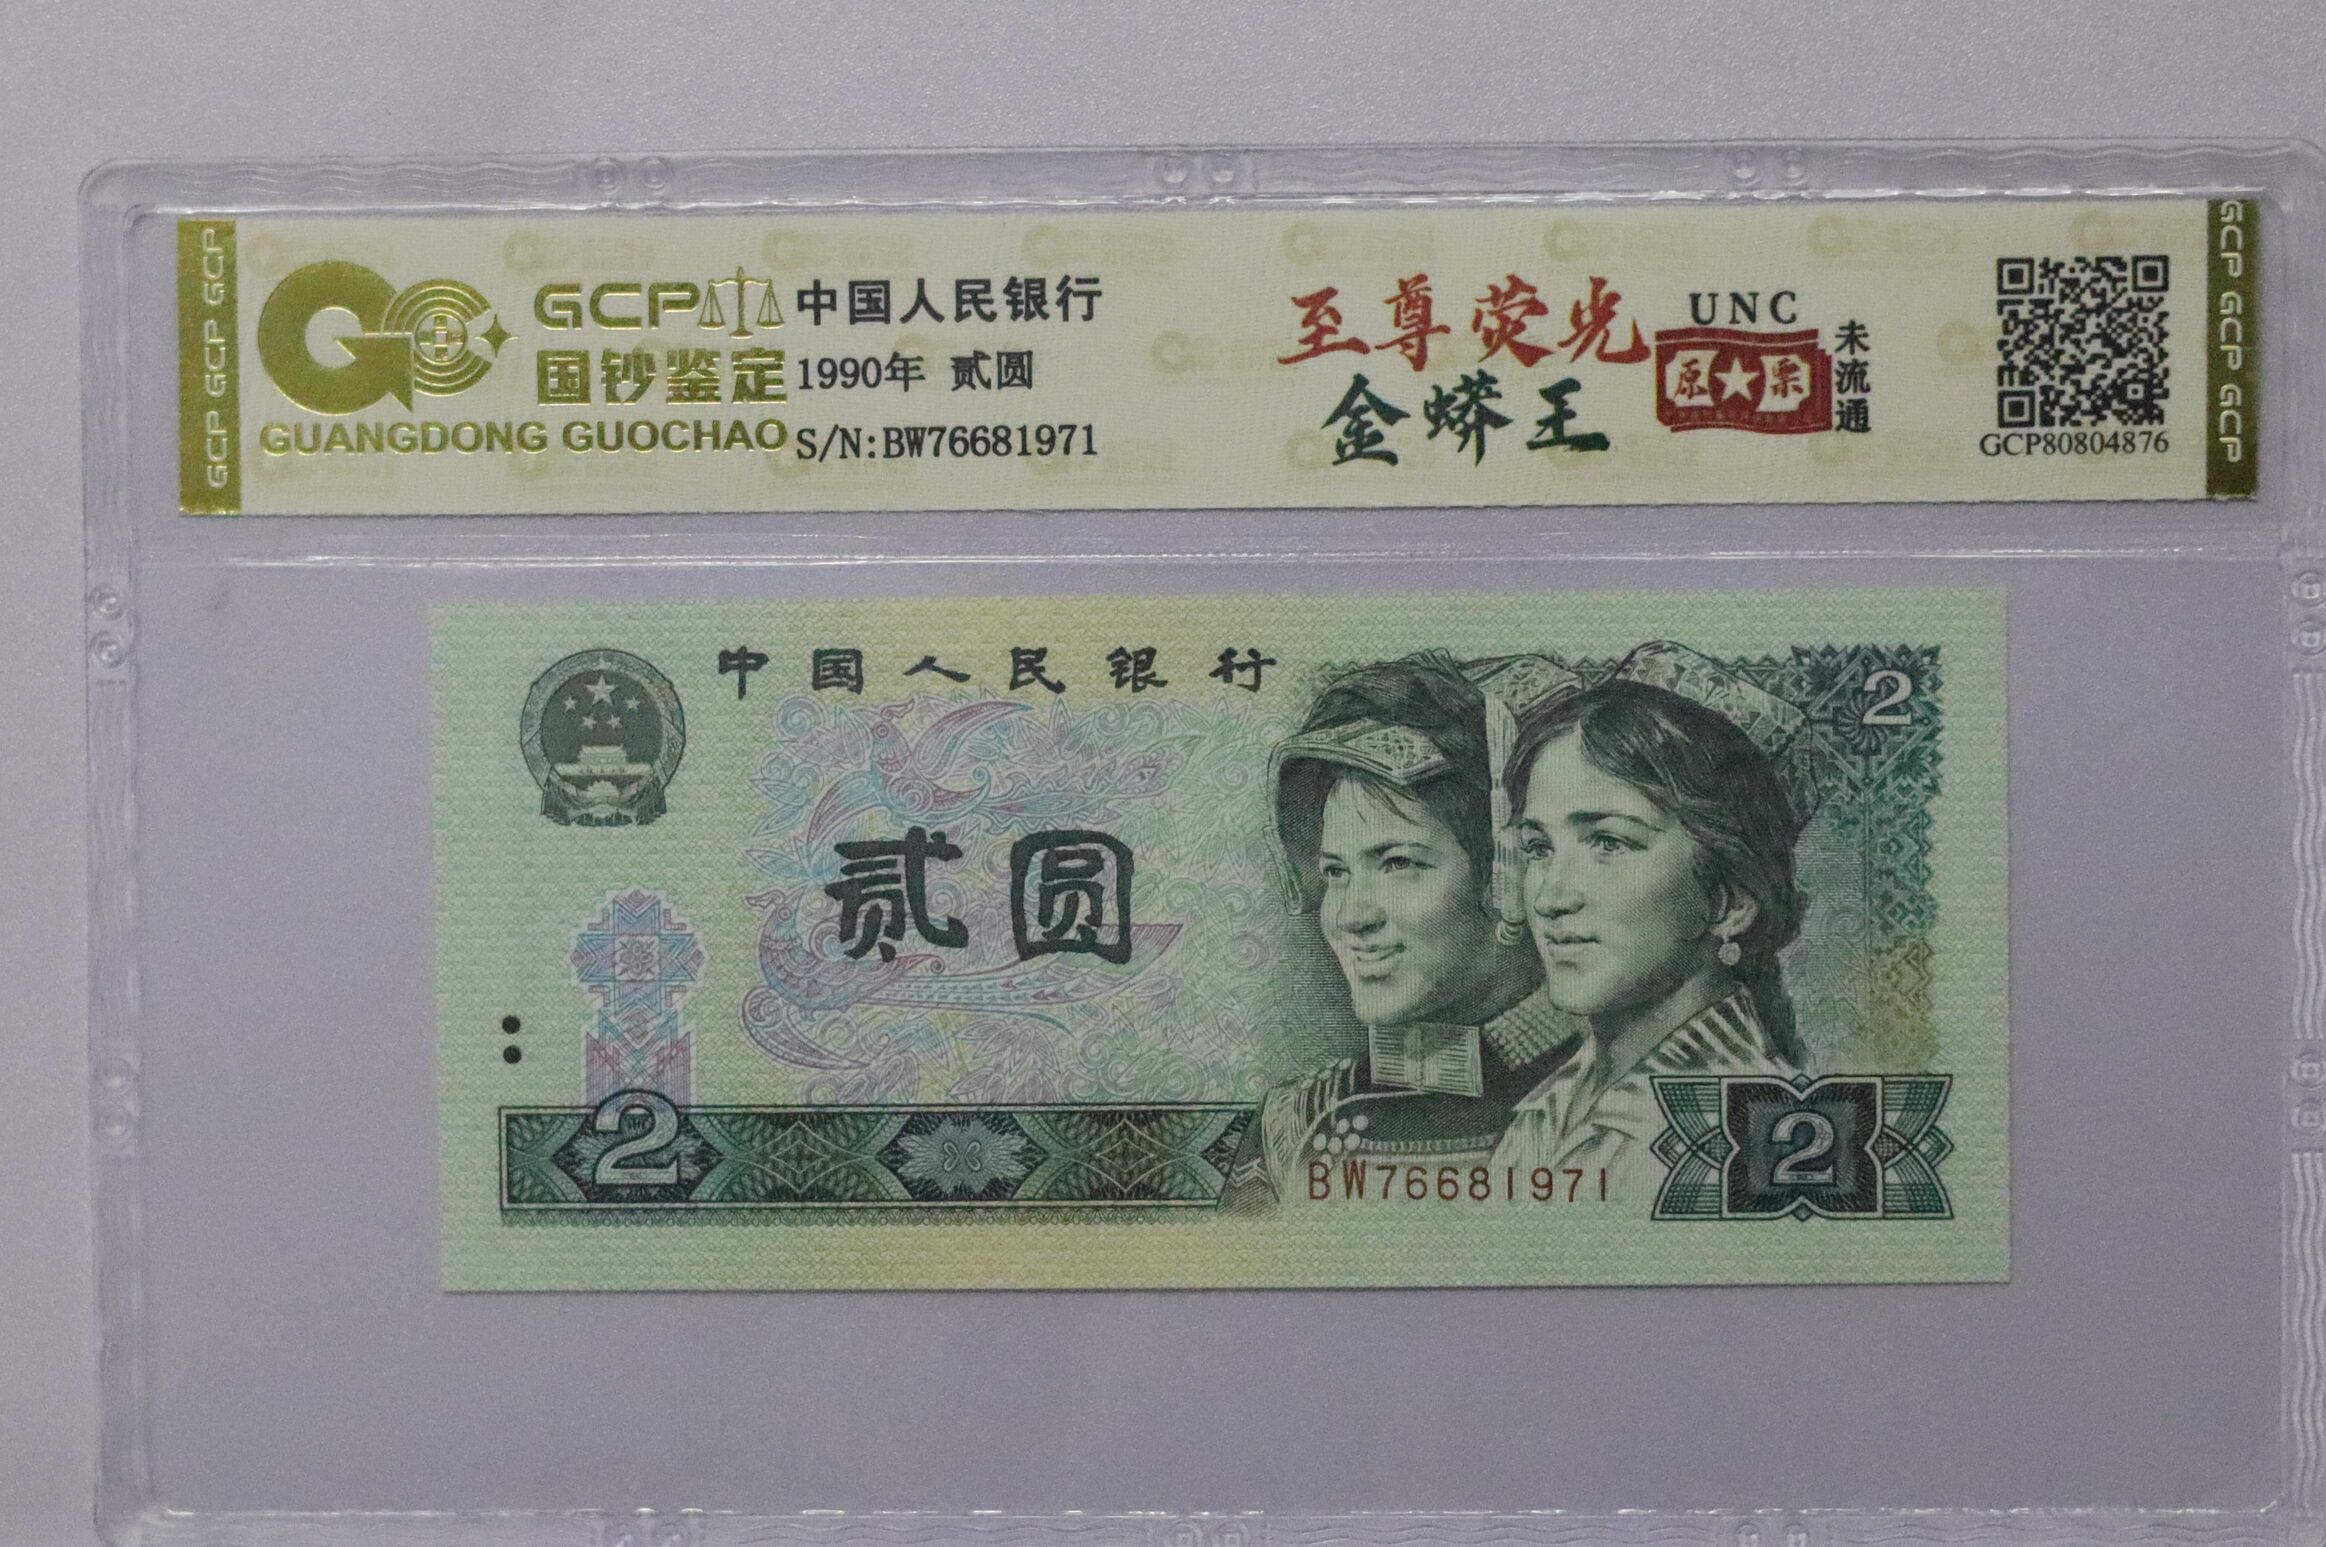 GCP GCP GCP
GCP 中国人民银行
国钞鉴定 1990年 贰圆
GUANGDONG GUOCHAO S/N:BW76681971
至尊荧光
金蟒王
UNC
原★票
未流通
GCP80804876
GCP GCP GCP
中国人民银行
2
贰圆
2
BW76681971
2